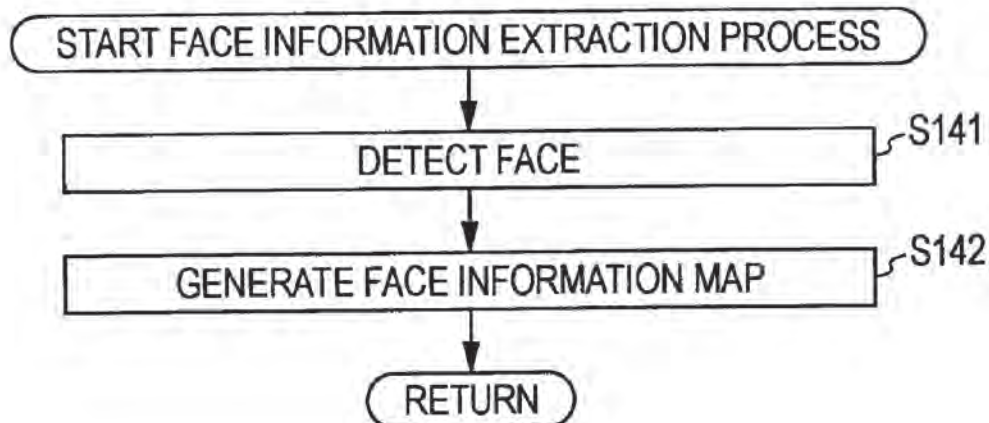 START FACE INFORMATION EXTRACTION PROCESS
S141
DETECT FACE
S142
GENERATE FACE INFORMATION MAP
RETURN